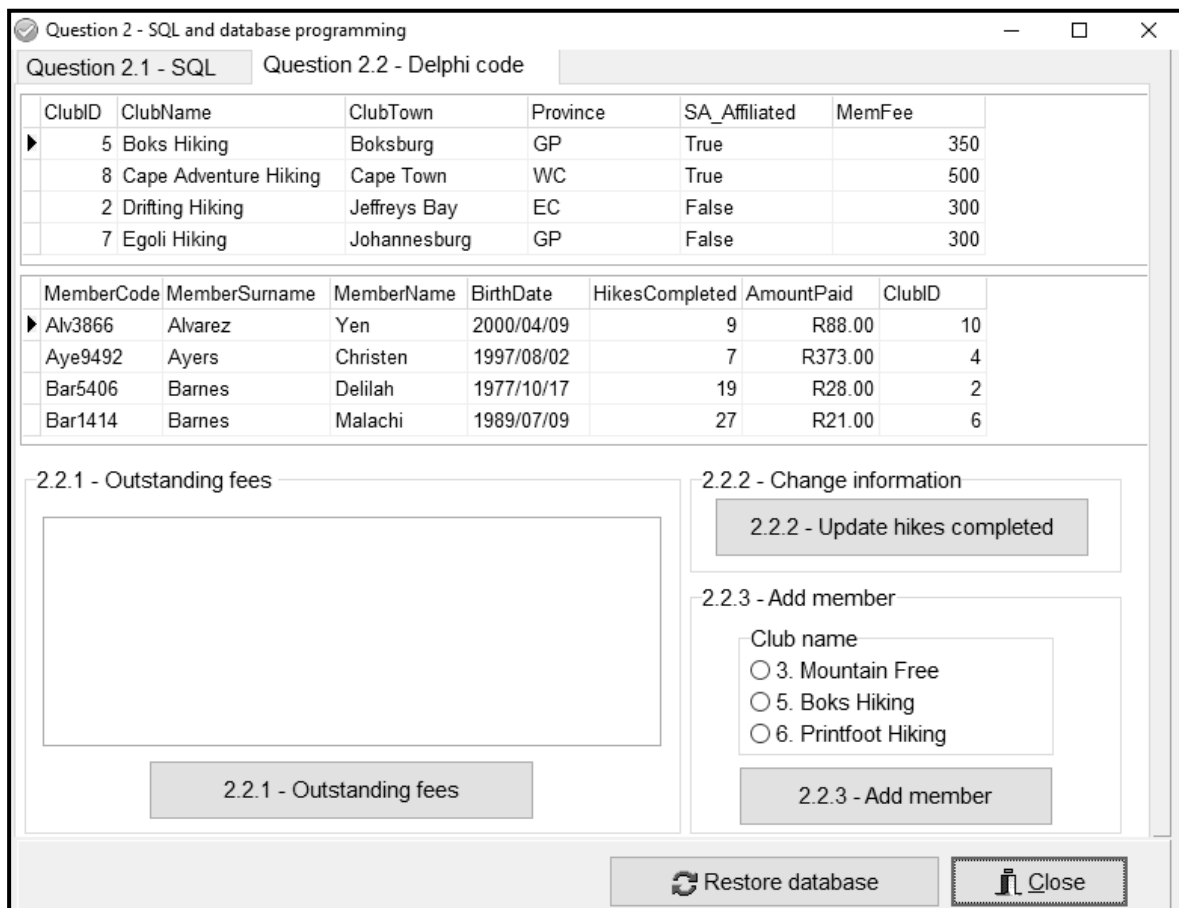 Question 2 - SQL and database programming
Question 2.1 - SQL Question 2.2 - Delphi code
ClubID ClubName ClubTown Province SA_Affiliated MemFee
5 Boks Hiking Boksburg GP True 350
8 Cape Adventure Hiking Cape Town WC True 500
2 Drifting Hiking Jeffreys Bay EC False 300
7 Egoli Hiking Johannesburg GP False 300
MemberCode MemberSurname MemberName BirthDate HikesCompleted AmountPaid ClubID
Alv3866 Alvarez Yen 2000/04/09 9 R88.00 10
Aye9492 Ayers Christen 1997/08/02 7 R373.00 4
Bar5406 Barnes Delilah 1977/10/17 19 R28.00 2
Bar1414 Barnes Malachi 1989/07/09 27 R21.00 6
2.2.1 - Outstanding fees
2.2.1 - Outstanding fees
2.2.2 - Change information
2.2.2 - Update hikes completed
2.2.3 - Add member
Club name
3. Mountain Free
5. Boks Hiking
6. Printfoot Hiking
2.2.3 - Add member
Restore database
Close